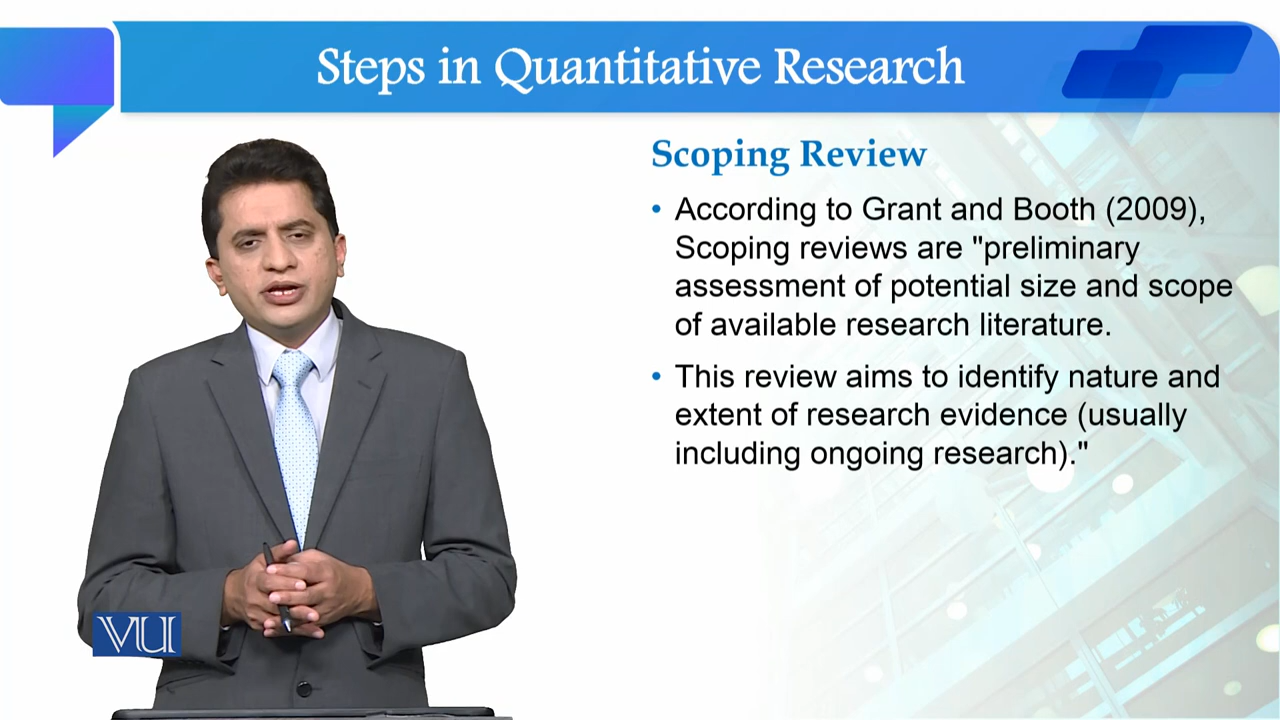 Steps in Quantitative Research
Scoping Review
• According to Grant and Booth (2009),
Scoping reviews are "preliminary
assessment of potential size and scope
of available research literature.
• This review aims to identify nature and
extent of research evidence (usually
including ongoing research)."
VU